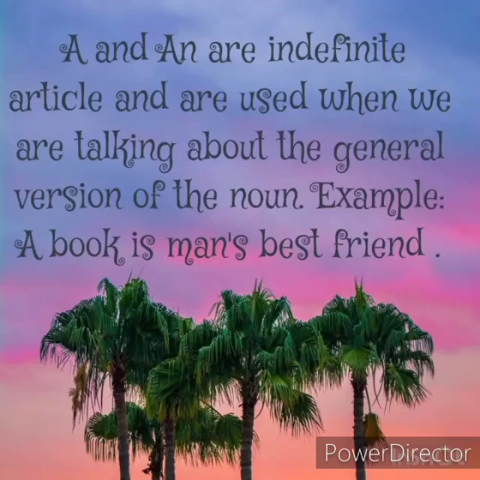 A and An are indefinite
article and are used when we
are talking about the general
version of the noun. Example:
A book is man's best friend .
PowerDirector